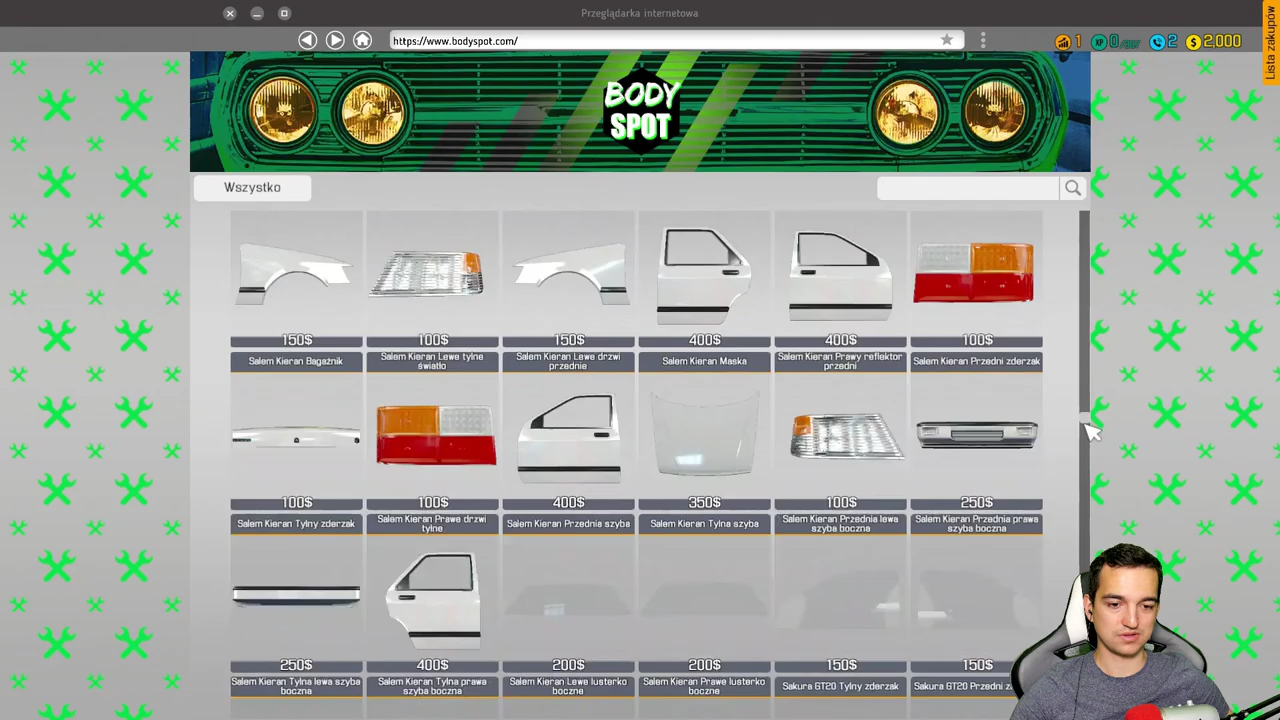 Przeglądarka internetowa
Lista zakupów
https://www.bodyspot.com/
1
XP 0
2
$ 2,000
BODY
SPOT
Wszystko
150$
100$
150$
400$
400$
100$
Salem Kieran Bagażnik
Salem Kieran Lewe tylne
światło
Salem Kieran Lewe drzwi
przednie
Salem Kieran Maska
Salem Kieran Prawy reflektor
przedni
Salem Kieran Przedni zderzak
100$
100$
400$
350$
100$
250$
Salem Kieran Tylny zderzak
Salem Kieran Prawe drzwi
tylne
Salem Kieran Przednia szyba
Salem Kieran Tylna szyba
Salem Kieran Przednia lewa
szyba boczna
Salem Kieran Przednia prawa
szyba boczna
250$
400$
200$
200$
150$
150$
Salem Kieran Tylna lewa szyba
boczna
Salem Kieran Tylna prawa
szyba boczna
Salem Kieran Lewe lusterko
boczne
Salem Kieran Prawe lusterko
boczne
Sakura GT20 Tylny zderzak
Sakura GT20 Przedni